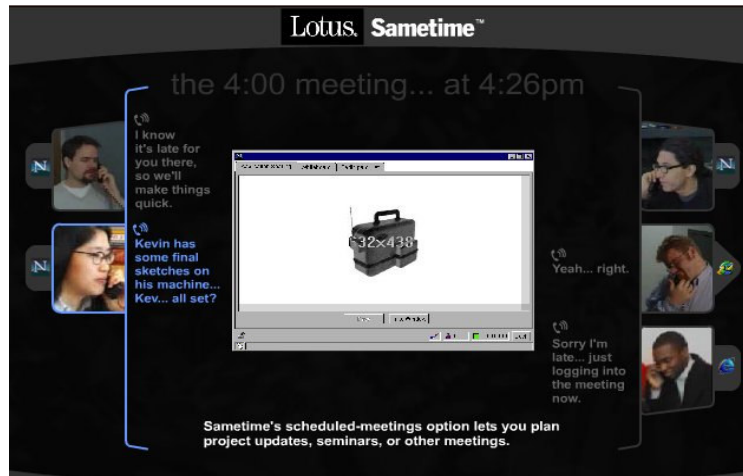 Lotus. Sametime™
the 4:00 meeting... at 4:26pm
I know
it's late for
you there,
so we'll
make things
quick.
Kevin has
some final
sketches on
his machine...
Kev... all set?
32×438
Yeah... right.
Sorry I'm
late... just
logging into
the meeting
now.
Sametime's scheduled-meetings option lets you plan
project updates, seminars, or other meetings.